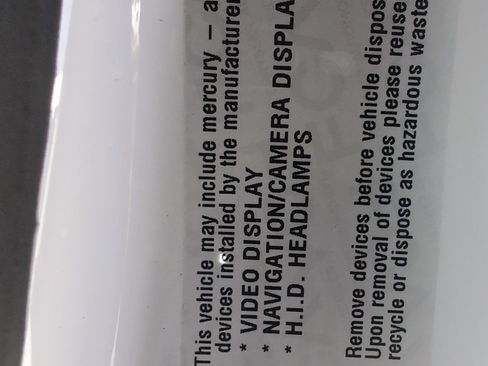 This vehicle may include mercury – a
devices installed by the manufacturer
* VIDEO DISPLAY
* NAVIGATION/CAMERA DISPLA
* H.I.D. HEADLAMPS
Remove devices before vehicle dispos
Upon removal of devices please reuse
recycle or dispose as hazardous waste